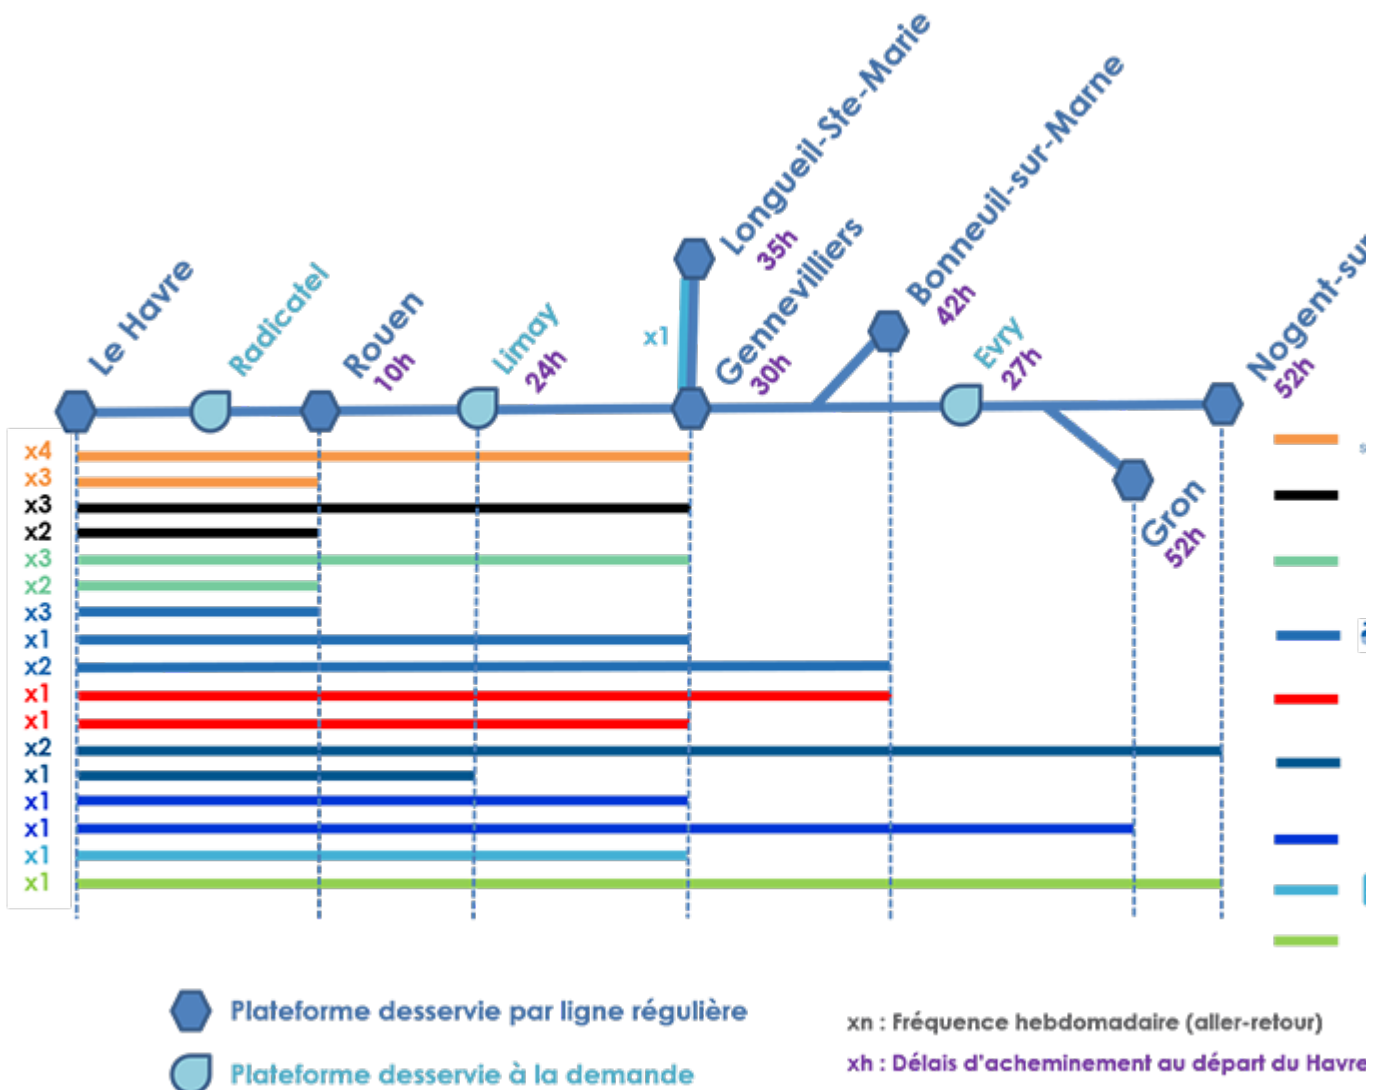 Longueil-Ste-Marie
35h
Bonneuil-sur-Marne
42h
Le Havre
Radicatel
Rouen
10h
Limay
24h
x1
Gennevilliers
30h
Evry
27h
Nogent-sur
52h
Gron
52h
x4
x3
x3
x2
x3
x2
x3
x1
x2
x1
x1
x2
x1
x1
x1
x1
x1
Plateforme desservie par ligne régulière
Plateforme desservie à la demande
xn : Fréquence hebdomadaire (aller-retour)
xh : Délais d'acheminement au départ du Havre